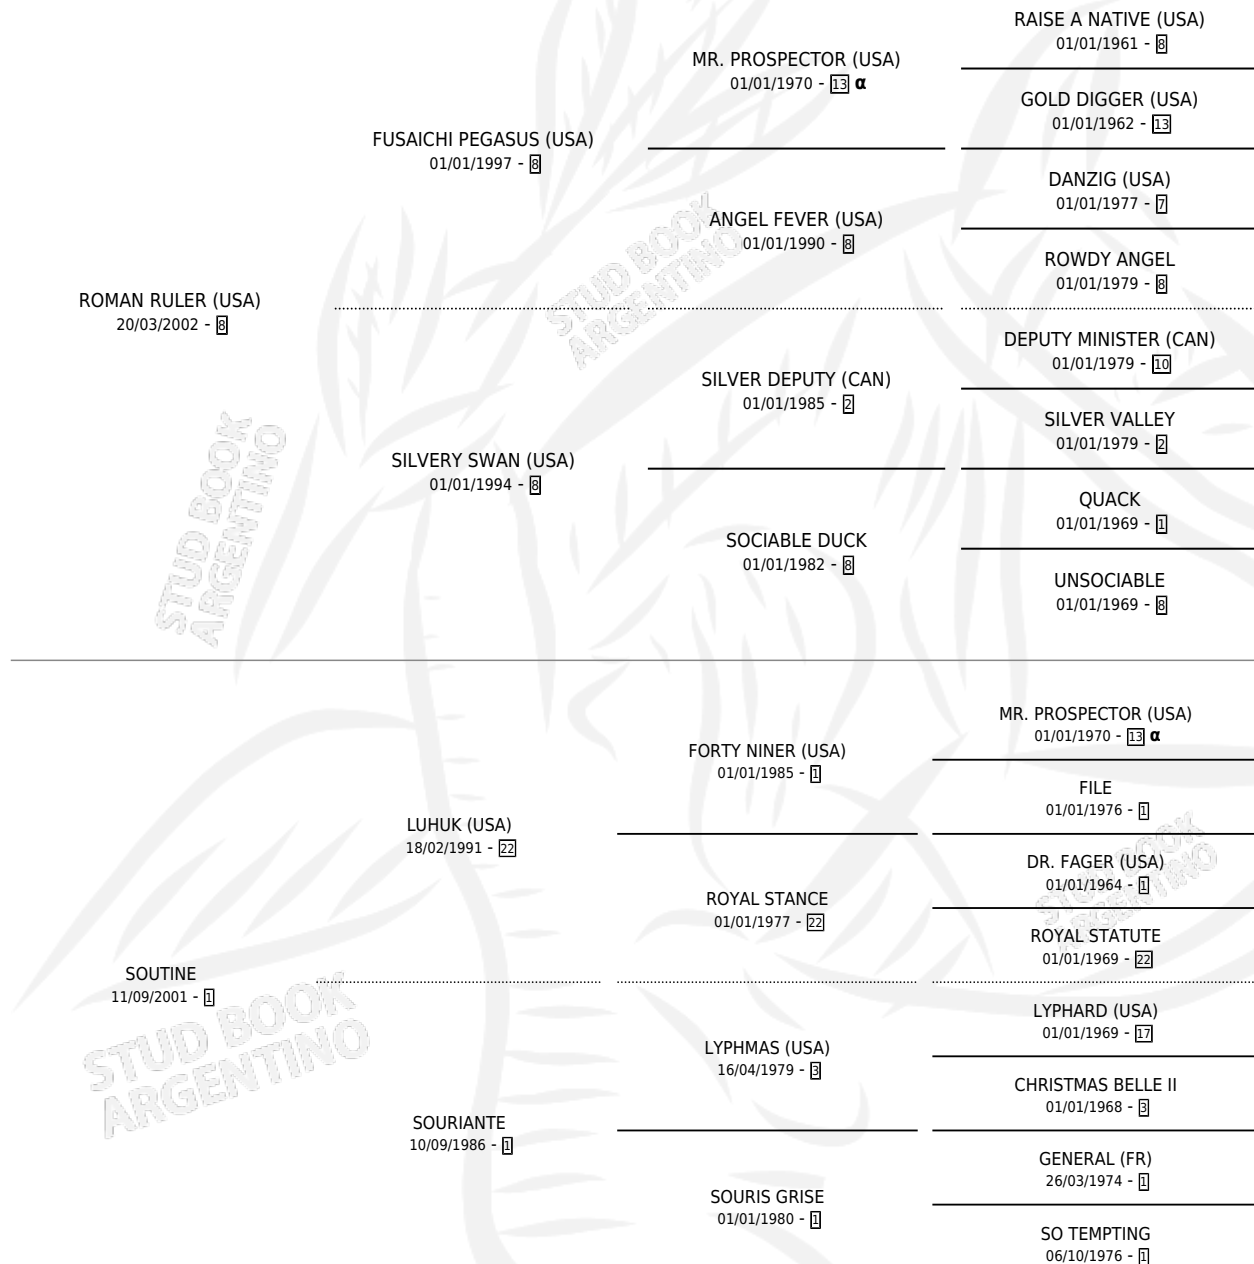 RAISE A NATIVE (USA)
01/01/1961 - 8
MR. PROSPECTOR (USA)
01/01/1970 - 13 α
GOLD DIGGER (USA)
01/01/1962 - 13
FUSAICHI PEGASUS (USA)
01/01/1997 - 8
DANZIG (USA)
01/01/1977 - 7
ANGEL FEVER (USA)
01/01/1990 - 8
ROWDY ANGEL
01/01/1979 - 8
ROMAN RULER (USA)
20/03/2002 - 8
DEPUTY MINISTER (CAN)
01/01/1979 - 10
SILVER DEPUTY (CAN)
01/01/1985 - 2
SILVER VALLEY
01/01/1979 - 2
SILVERY SWAN (USA)
01/01/1994 - 8
QUACK
01/01/1969 - 1
SOCIABLE DUCK
01/01/1982 - 8
UNSOCIABLE
01/01/1969 - 8
MR. PROSPECTOR (USA)
01/01/1970 - 13 α
FORTY NINER (USA)
01/01/1985 - 1
FILE
01/01/1976 - 1
LUHUK (USA)
18/02/1991 - 22
DR. FAGER (USA)
01/01/1964 - 1
ROYAL STANCE
01/01/1977 - 22
ROYAL STATUTE
01/01/1969 - 22
SOUTINE
11/09/2001 - 1
LYPHARD (USA)
01/01/1969 - 17
LYPHMAS (USA)
16/04/1979 - 3
CHRISTMAS BELLE II
01/01/1968 - 3
SOURIANTE
10/09/1986 - 1
GENERAL (FR)
26/03/1974 - 1
SOURIS GRISE
01/01/1980 - 1
SO TEMPTING
06/10/1976 - 1
STUD BOOK
ARGENTINO
STUD BOOK
ARGENTINO
STUD BOOK
ARGENTINO
STUD BOOK
ARGENTINO